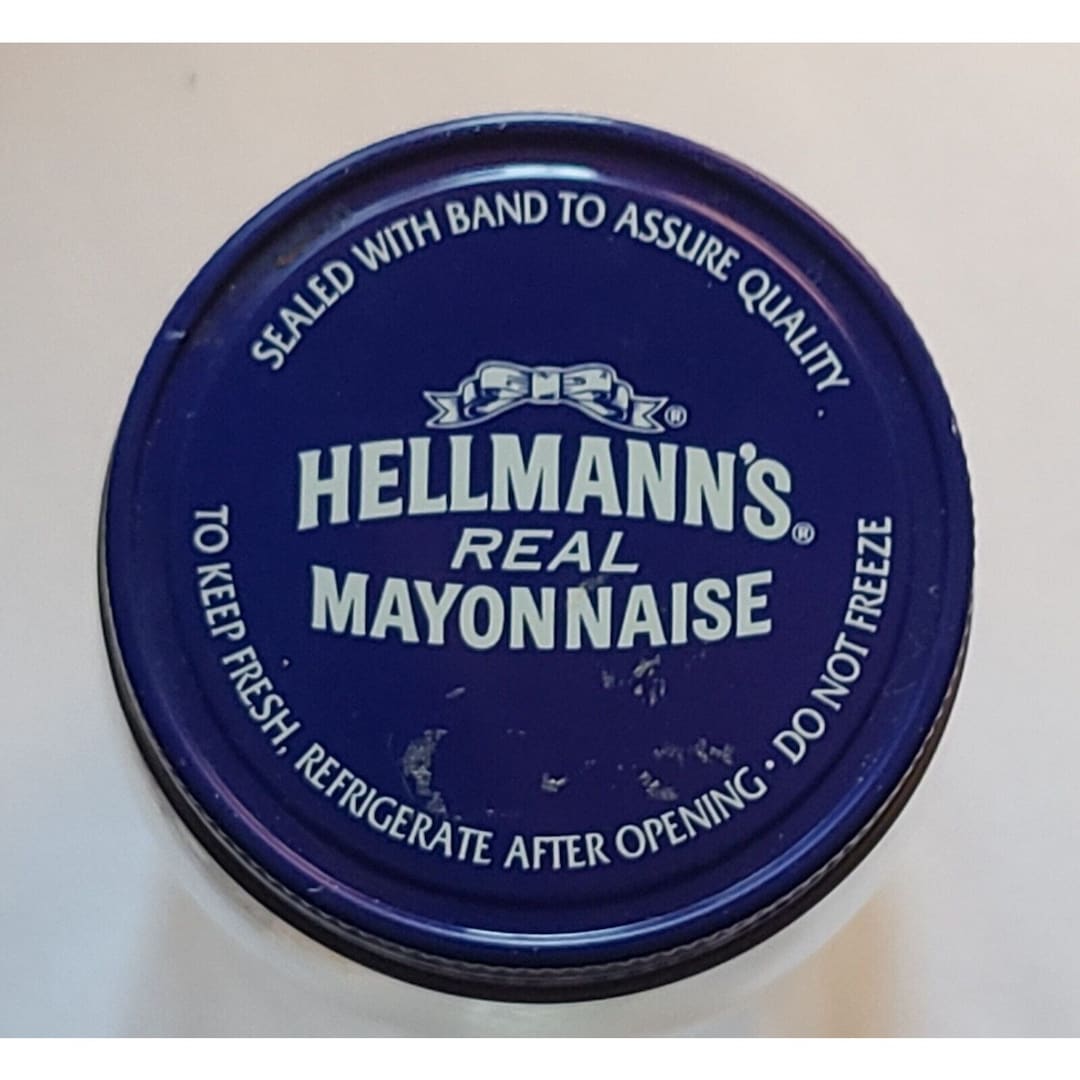 SEALED WITH BAND TO ASSURE QUALITY
®
HELLMANN'S®
REAL
MAYONNAISE
TO KEEP FRESH, REFRIGERATE AFTER OPENING • DO NOT FREEZE